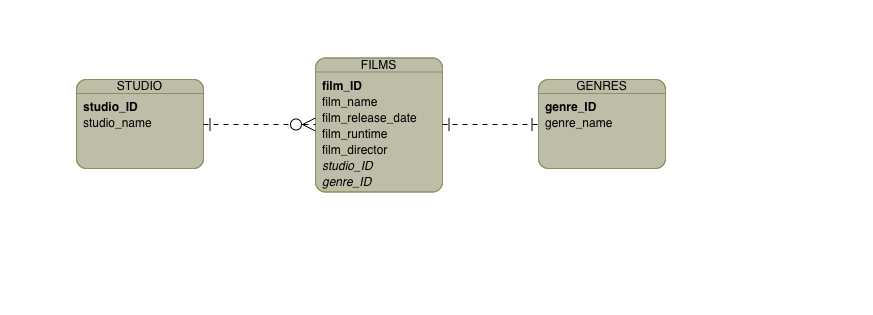 STUDIO
studio_ID
studio_name
FILMS
film_ID
film_name
film_release_date
film_runtime
film_director
studio_ID
genre_ID
GENRES
genre_ID
genre_name